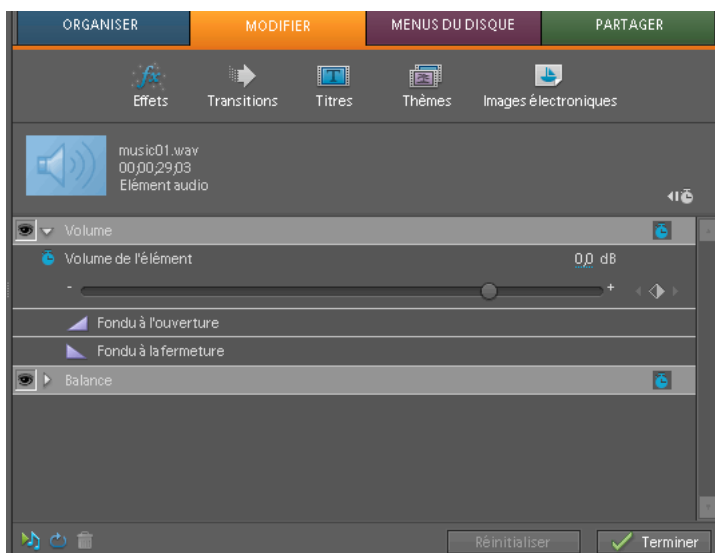 ORGANISER MODIFIER MENUS DU DISQUE PARTAGER
Effets Transitions Titres Thèmes Images électroniques
music01.wav
00;00;29;03
Elément audio
Volume
Volume de l'élément 0,0 dB
- +
Fondu à l'ouverture
Fondu à la fermeture
Balance
Réinitialiser Terminer